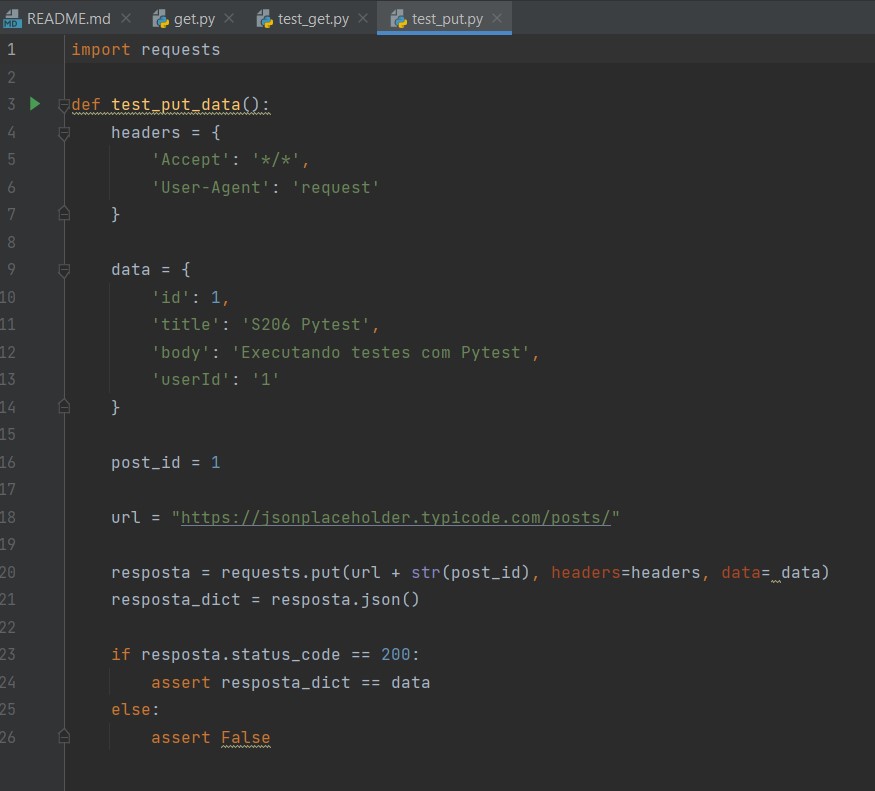 MD README.md get.py test_get.py test_put.py
1 import requests
2
3 def test_put_data():
4 headers = {
5 'Accept': '*/*',
6 'User-Agent': 'request'
7 }
8
9 data = {
10 'id': 1,
11 'title': 'S206 Pytest',
12 'body': 'Executando testes com Pytest',
13 'userId': '1'
14 }
15
16 post_id = 1
17
18 url = "https://jsonplaceholder.typicode.com/posts/"
19
20 resposta = requests.put(url + str(post_id), headers=headers, data= data)
21 resposta_dict = resposta.json()
22
23 if resposta.status_code == 200:
24 assert resposta_dict == data
25 else:
26 assert False